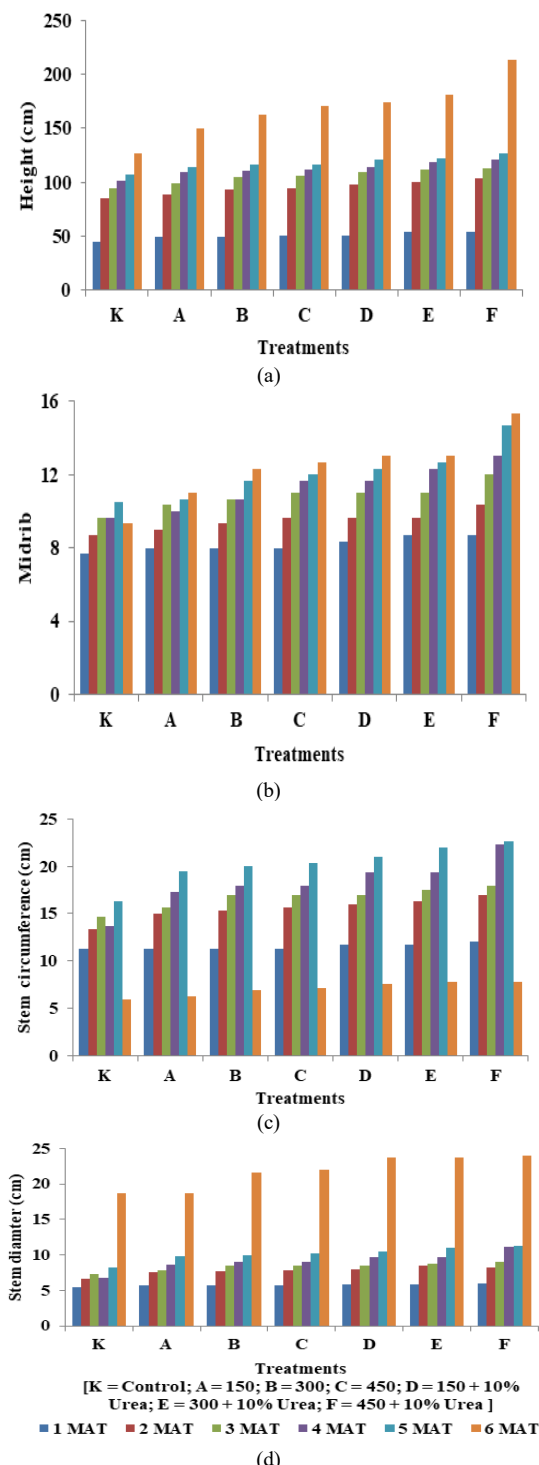 250
200
150
100
50
0
Height (cm)
K A B C D E F
Treatments
(a)
16
12
8
4
0
Midrib
K A B C D E F
Treatments
(b)
25
20
15
10
5
0
Stem circumference (cm)
K A B C D E F
Treatments
(c)
25
20
15
10
5
0
Stem diamter (cm)
K A B C D E F
Treatments
[K = Control; A = 150; B = 300; C = 450; D = 150 + 10%
Urea; E = 300 + 10% Urea; F = 450 + 10% Urea ]
1 MAT 2 MAT 3 MAT 4 MAT 5 MAT 6 MAT
(d)